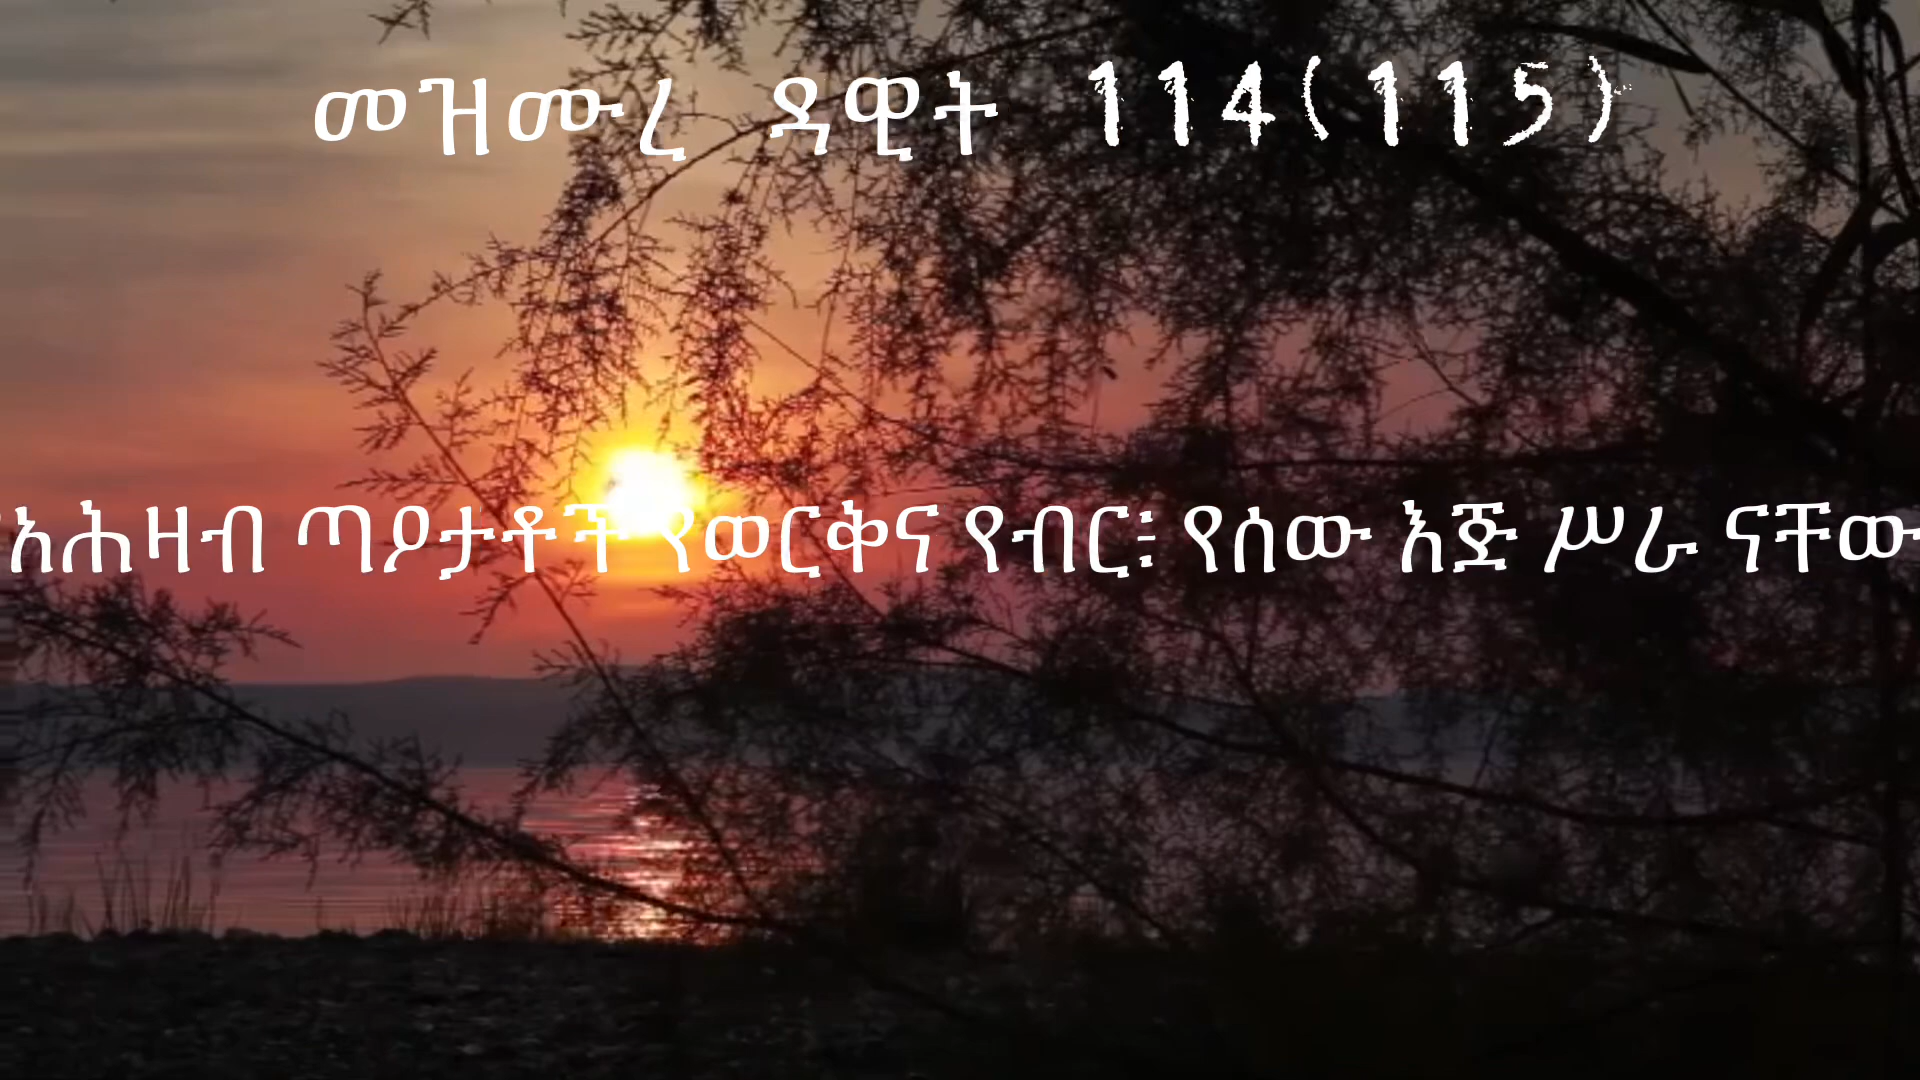 መዝሙረ ዳዊት 114(115)
አሕዛብ ጣዖታቶች የወርቅና የብር፥ የሰው እጅ ሥራ ናቸው